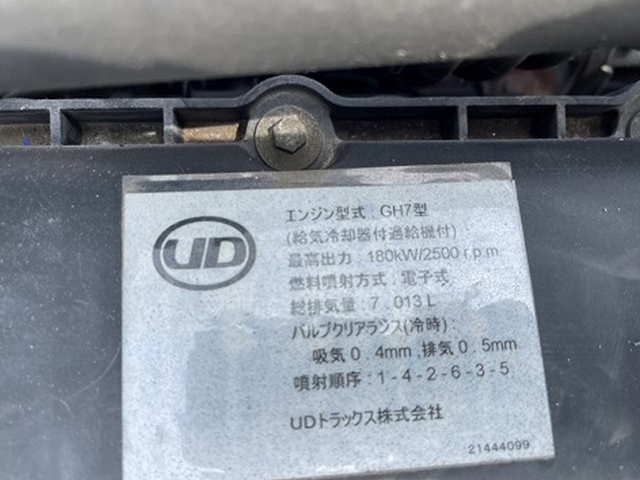 UD
エンジン型式 : GH7型
(給気冷却器付過給機付)
最高出力 180kW/2500 r.p.m
燃料噴射方式 : 電子式
総排気量 7.013L
バルブクリアランス(冷時) :
吸気0.4mm,排気0.5mm
噴射順序 : 1-4-2-6-3-5
UDトラックス株式会社
21444099